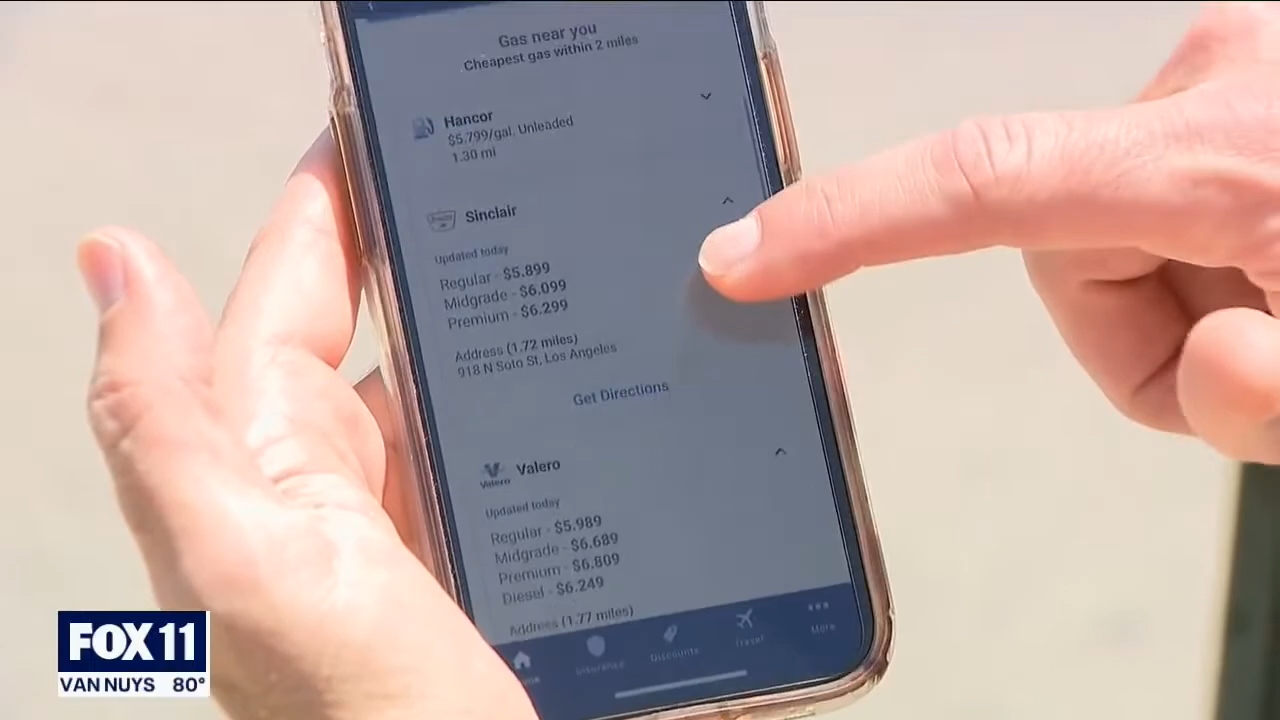 Gas near you
Cheapest gas within 2 miles
Hancor
$5.799/gal. Unleaded
1.30 mi
Sinclair
Updated today
Regular - $5.899
Midgrade - $6.099
Premium - $6.299
Address (1.72 miles)
918 N Soto St, Los Angeles
Get Directions
Valero
Valero
Updated today
Regular - $5.989
Midgrade - $6.689
Premium - $6.809
Diesel - $6.249
Address (1.77 miles)
Insurance
Discounts
Travel
More
FOX 11
VAN NUYS 80°